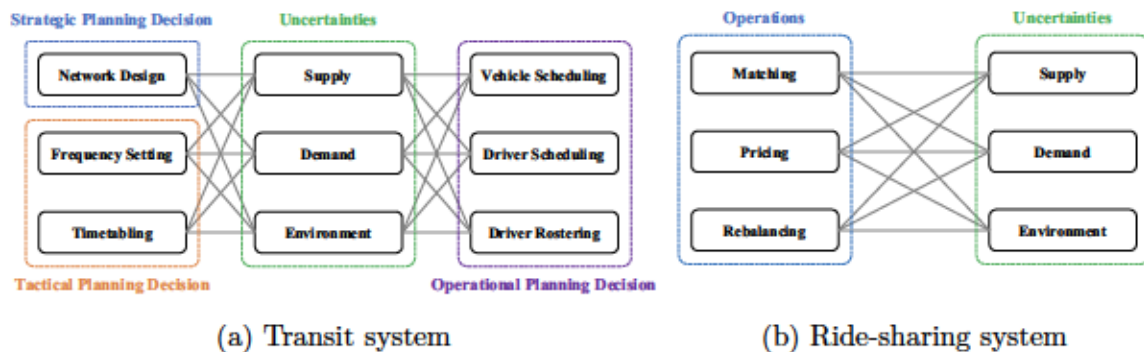 Strategic Planning Decision
Uncertainties
Network Design
Supply
Vehicle Scheduling
Frequency Setting
Demand
Driver Scheduling
Timetabling
Environment
Driver Rostering
Tactical Planning Decision
Operational Planning Decision
(a) Transit system
Operations
Uncertainties
Matching
Supply
Pricing
Demand
Rebalancing
Environment
(b) Ride-sharing system